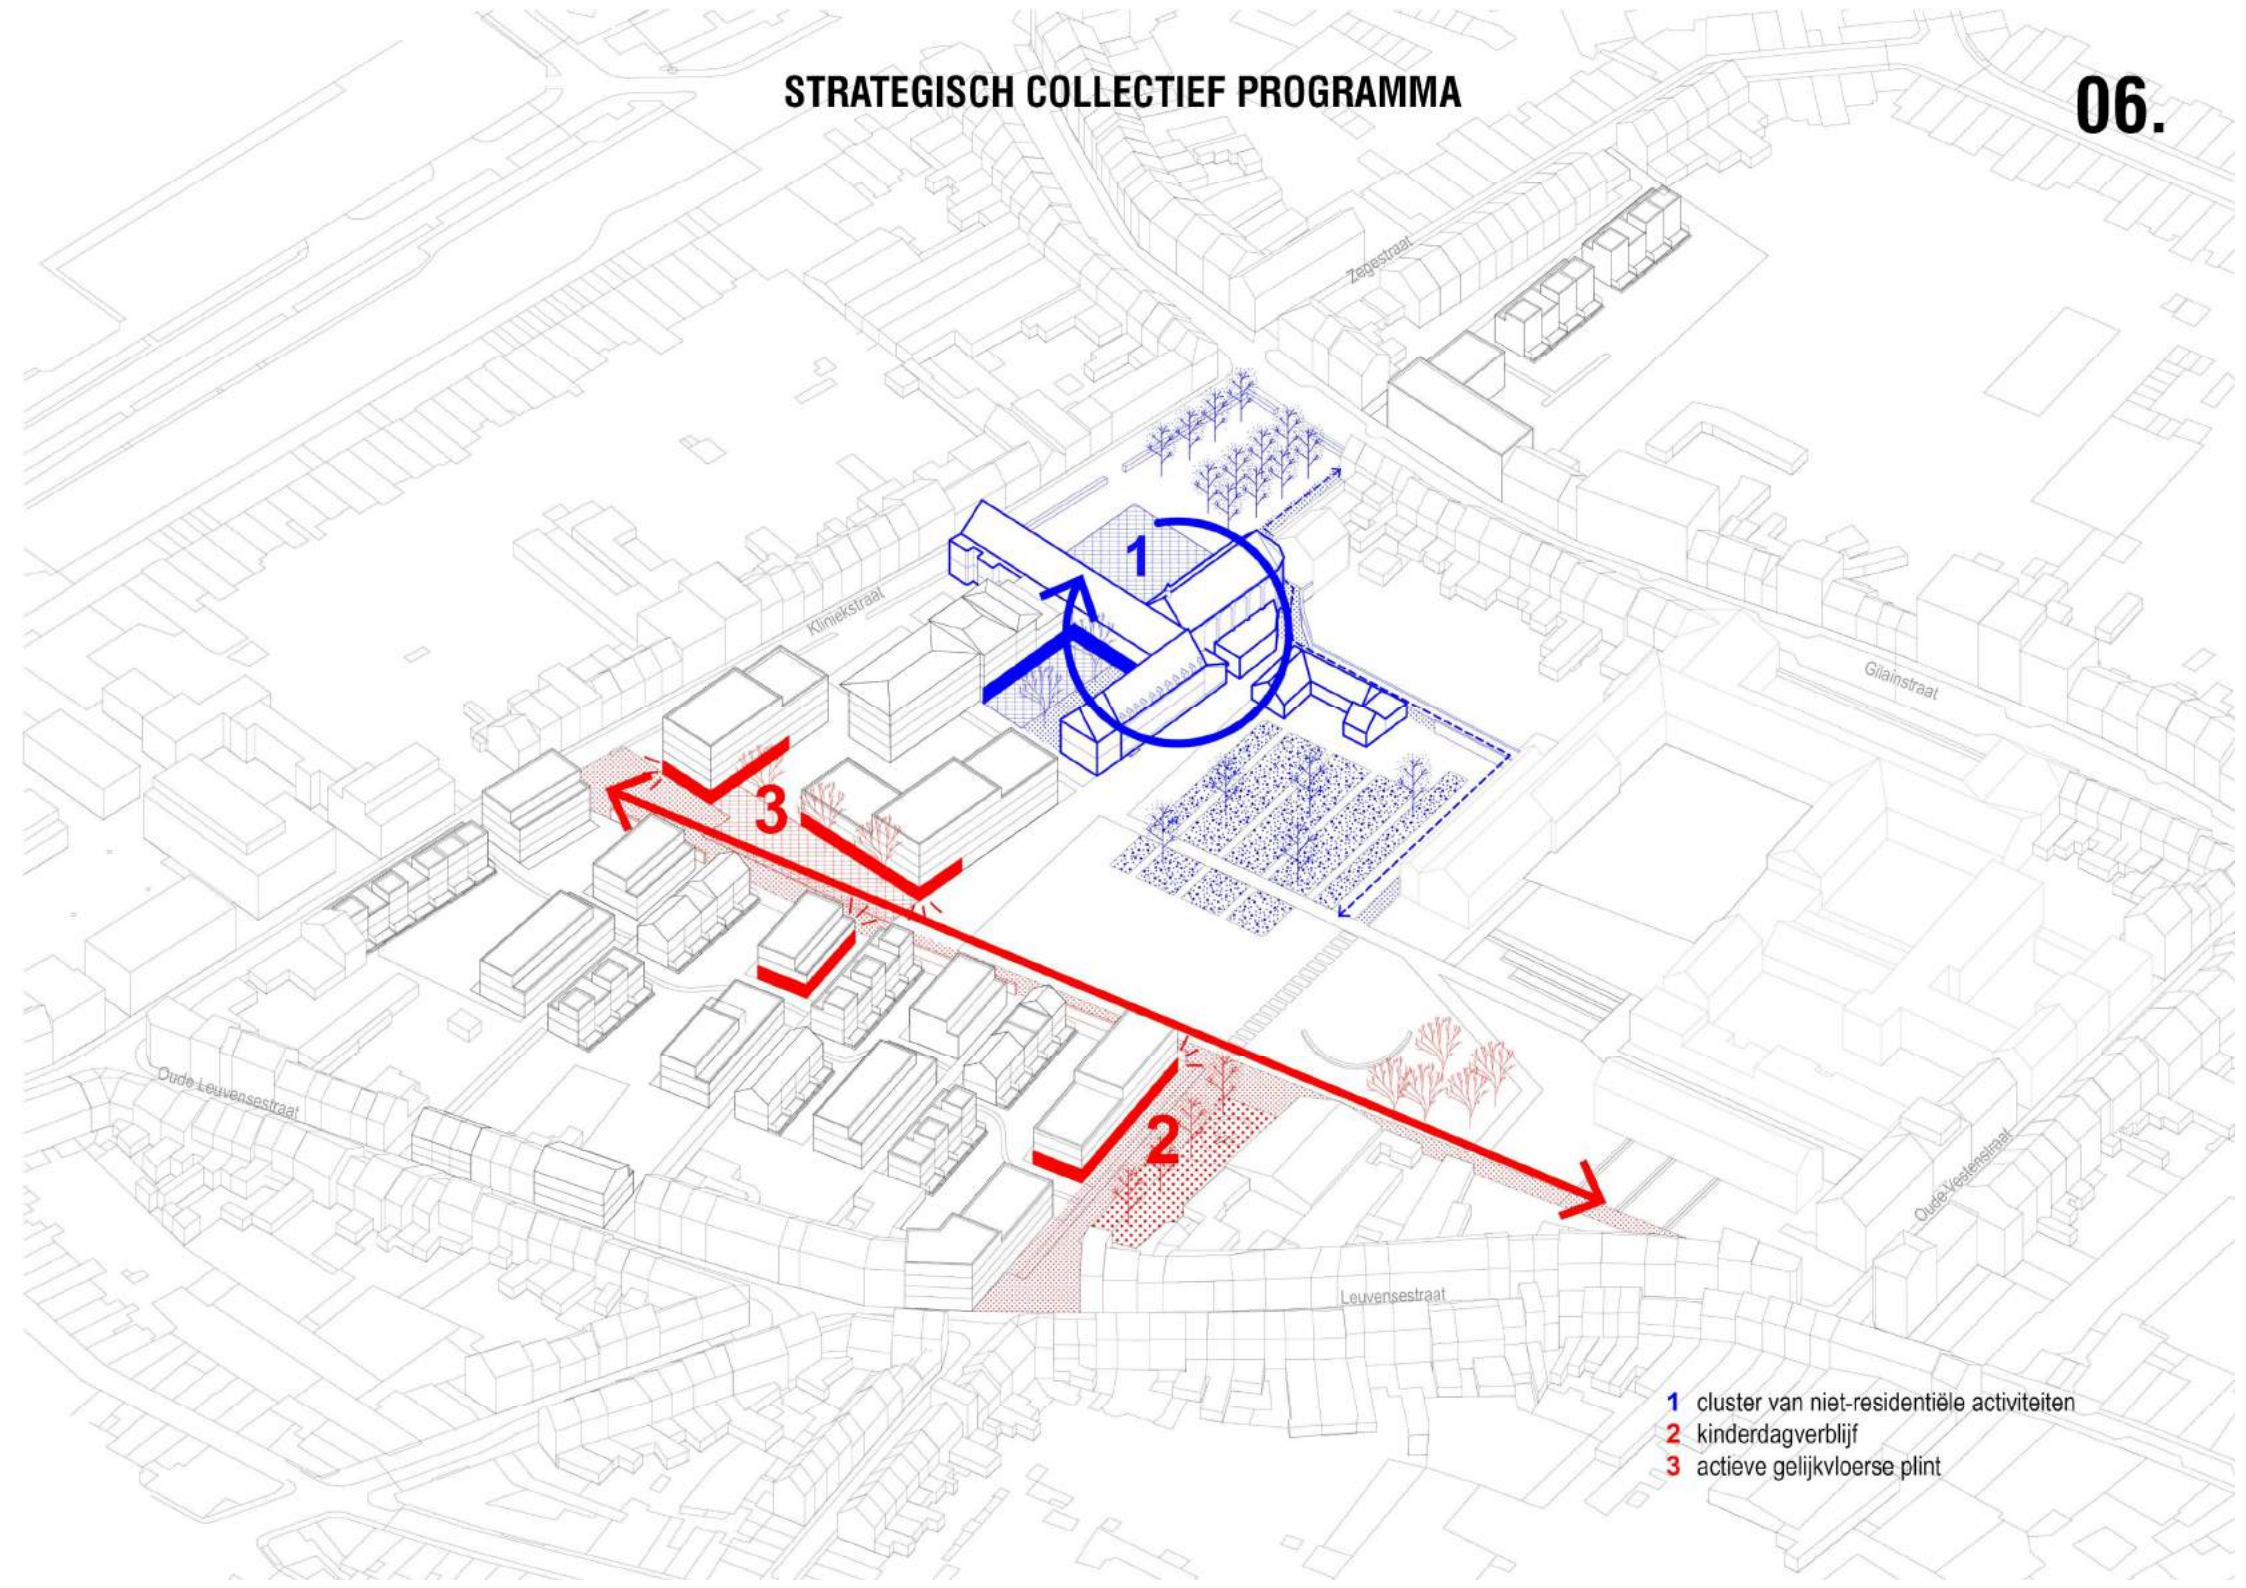 STRATEGISCH COLLECTIEF PROGRAMMA
06.
Zegestraat
1
Kliniekstraat
Gilainstraat
3
Oude Leuvensestraat
2
Oude-Vestenstraat
Leuvensestraat
1 cluster van niet-residentiële activiteiten
2 kinderdagverblijf
3 actieve gelijkvloerse plint